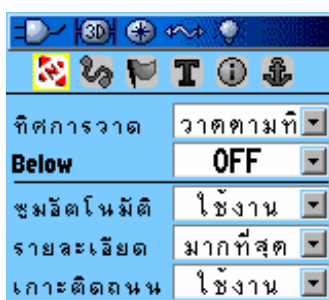 3D
T
ทิศการวาด วาดตามทิ
Below OFF
ซูมอัตโนมัติ ใช้งาน
รายละเอียด มากที่สุด
เกาะติดถนน ใช้งาน